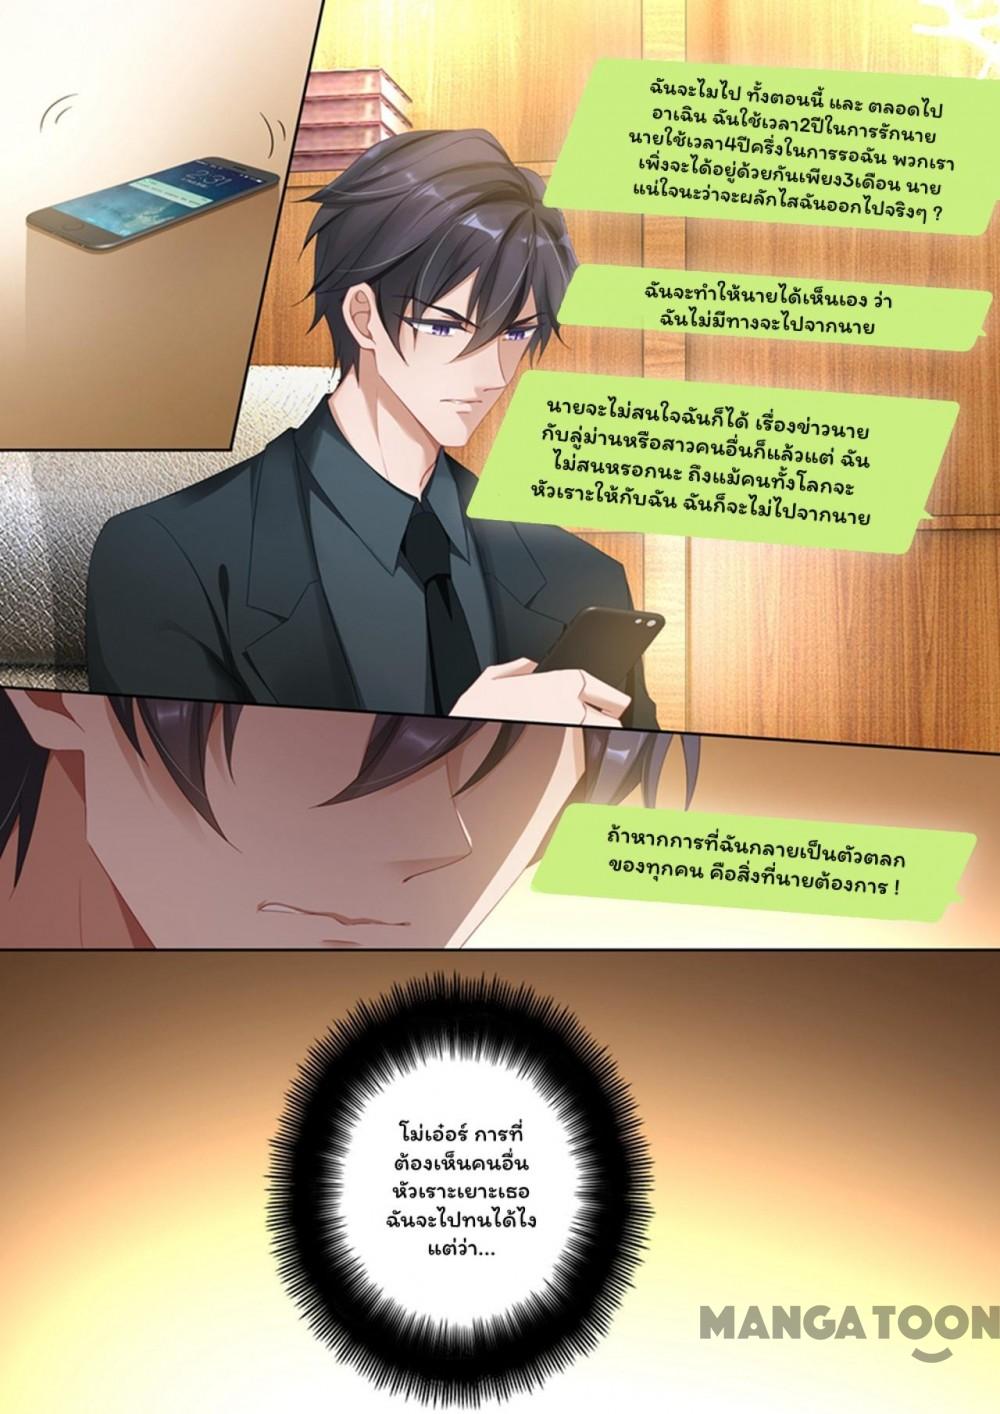 2:31
ฉันจะไมไป ทั้งตอนนี้ และ ตลอดไป
อาเฉิน ฉันใช้เวลา2ปีในการรักนาย
นายใช้เวลา4ปีครึ่งในการรอฉัน พวกเรา
เพิ่งจะได้อยู่ด้วยกันเพียง3เดือน นาย
แน่ใจนะว่าจะผลักไสฉันออกไปจริงๆ ?
ฉันจะทำให้นายได้เห็นเอง ว่า
ฉันไม่มีทางจะไปจากนาย
นายจะไม่สนใจฉันก็ได้ เรื่องข่าวนาย
กับลู่ม่านหรือสาวคนอื่นก็แล้วแต่ ฉัน
ไม่สนหรอกนะ ถึงแม้คนทั้งโลกจะ
หัวเราะให้กับฉัน ฉันก็จะไม่ไปจากนาย
ถ้าหากการที่ฉันกลายเป็นตัวตลก
ของทุกคน คือสิ่งที่นายต้องการ !
โม่เอ๋อร์ การที่
ต้องเห็นคนอื่น
หัวเราะเยาะเธอ
ฉันจะไปทนได้ไง
แต่ว่า...
MANGATOON